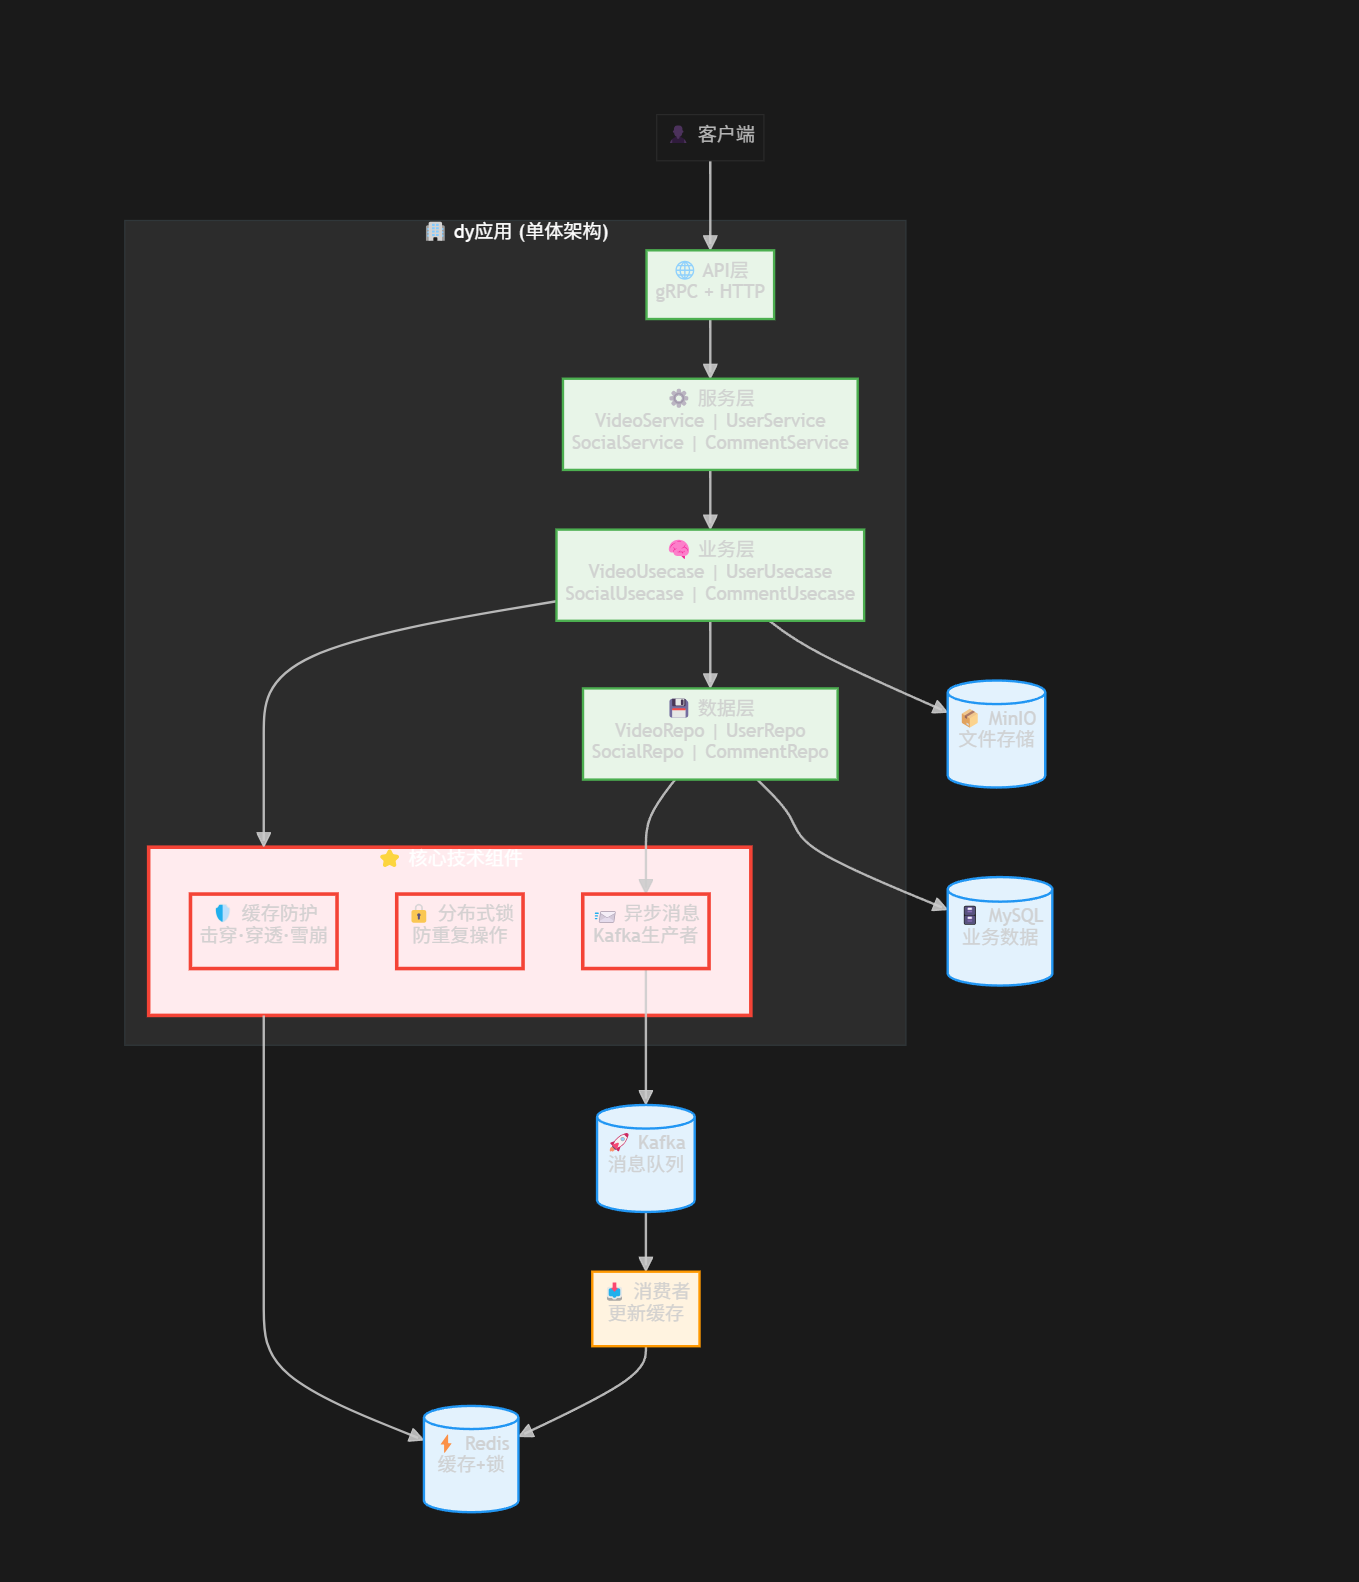 👤 客户端
🏢 dy应用 (单体架构)
🌐 API层
gRPC + HTTP
⚙️ 服务层
VideoService | UserService
SocialService | CommentService
🧠 业务层
VideoUsecase | UserUsecase
SocialUsecase | CommentUsecase
💾 数据层
VideoRepo | UserRepo
SocialRepo | CommentRepo
📦 MinIO
文件存储
⭐ 核心技术组件
🛡️ 缓存防护
击穿·穿透·雪崩
🔒 分布式锁
防重复操作
📨 异步消息
Kafka生产者
🗄️ MySQL
业务数据
🚀 Kafka
消息队列
📥 消费者
更新缓存
⚡ Redis
缓存+锁